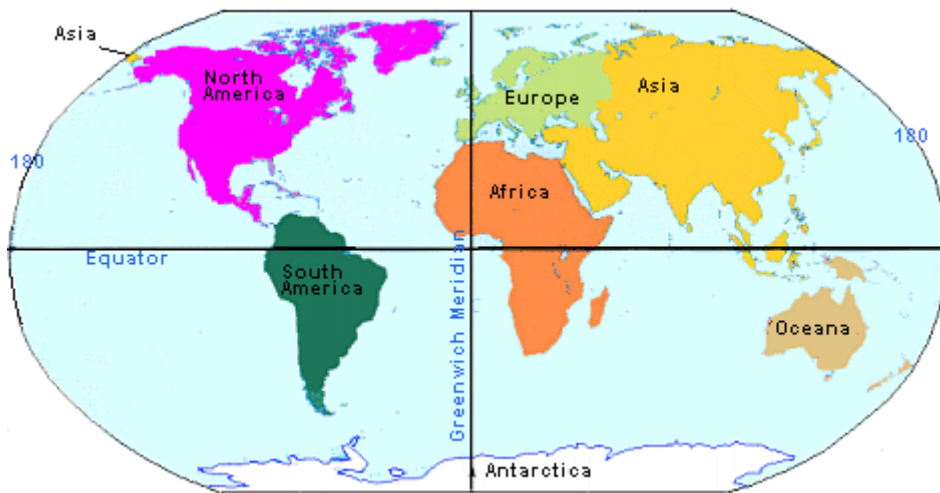 Asia
North
America
Europe
Asia
180
180
Africa
Equator
Greenwich Meridian
South
America
Oceana
Antarctica